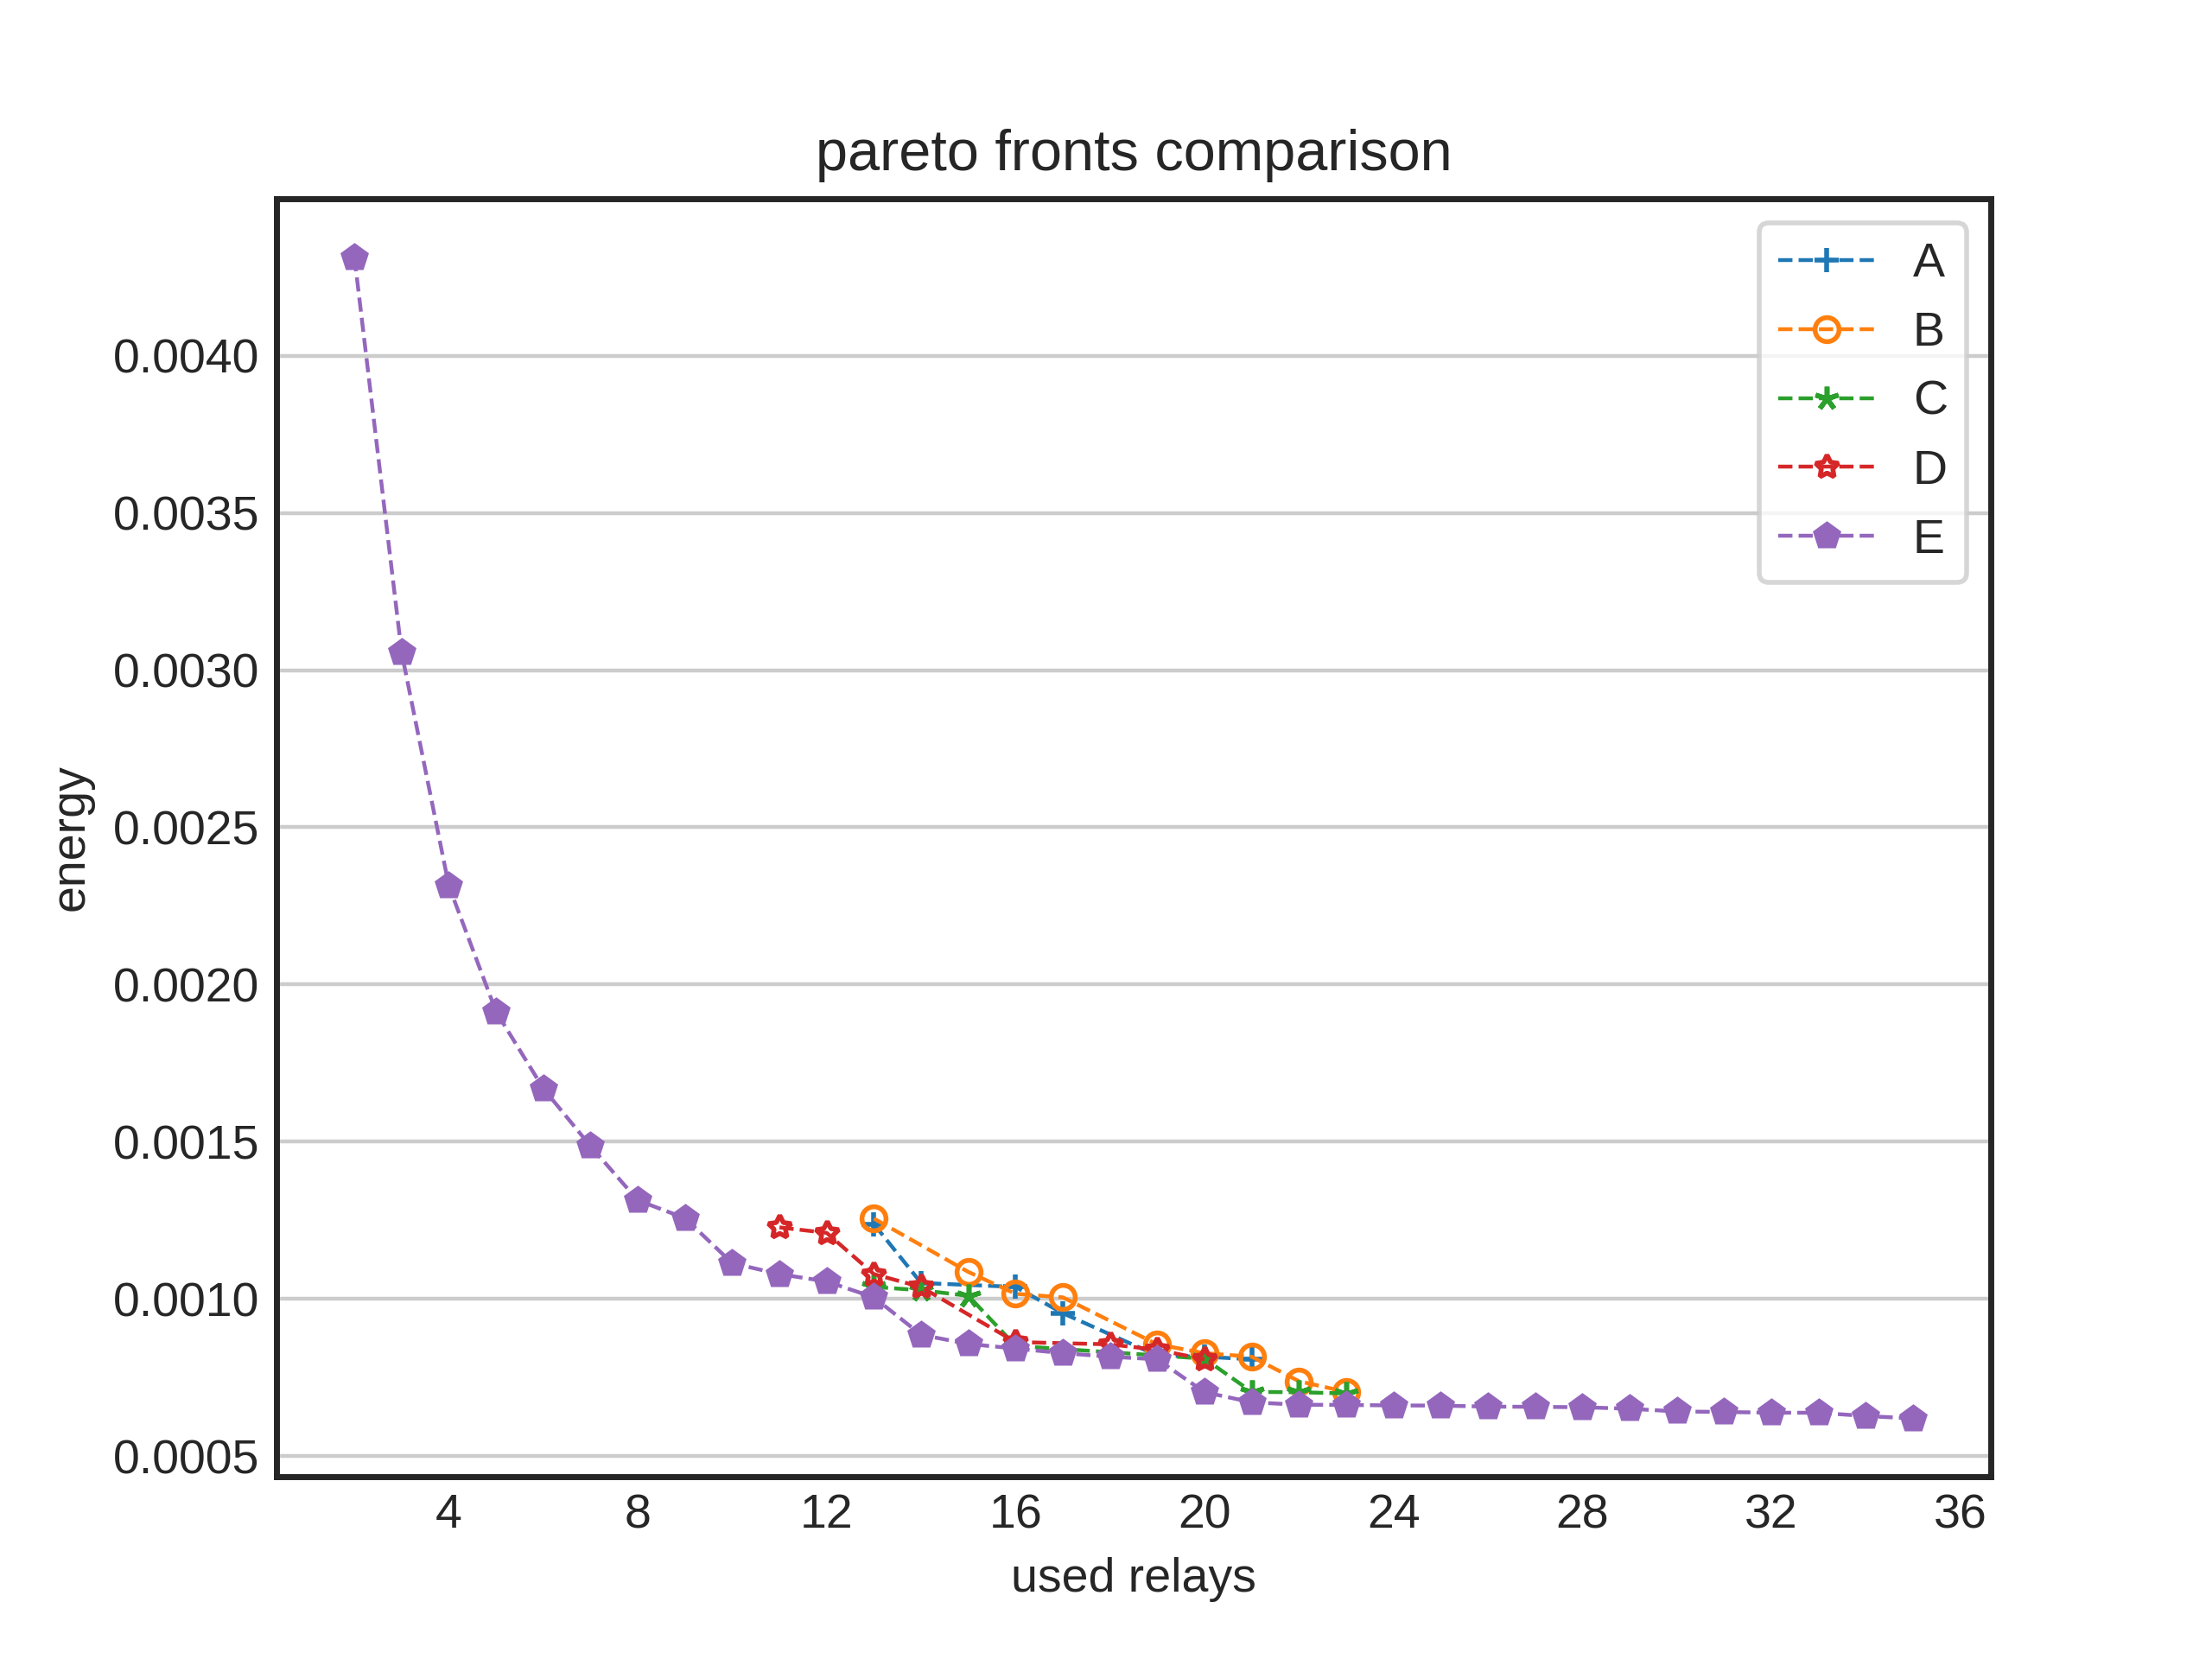 pareto fronts comparison
A
B
C
D
E
0.0040
0.0035
0.0030
0.0025
0.0020
0.0015
0.0010
0.0005
energy
4 8 12 16 20 24 28 32 36
used relays